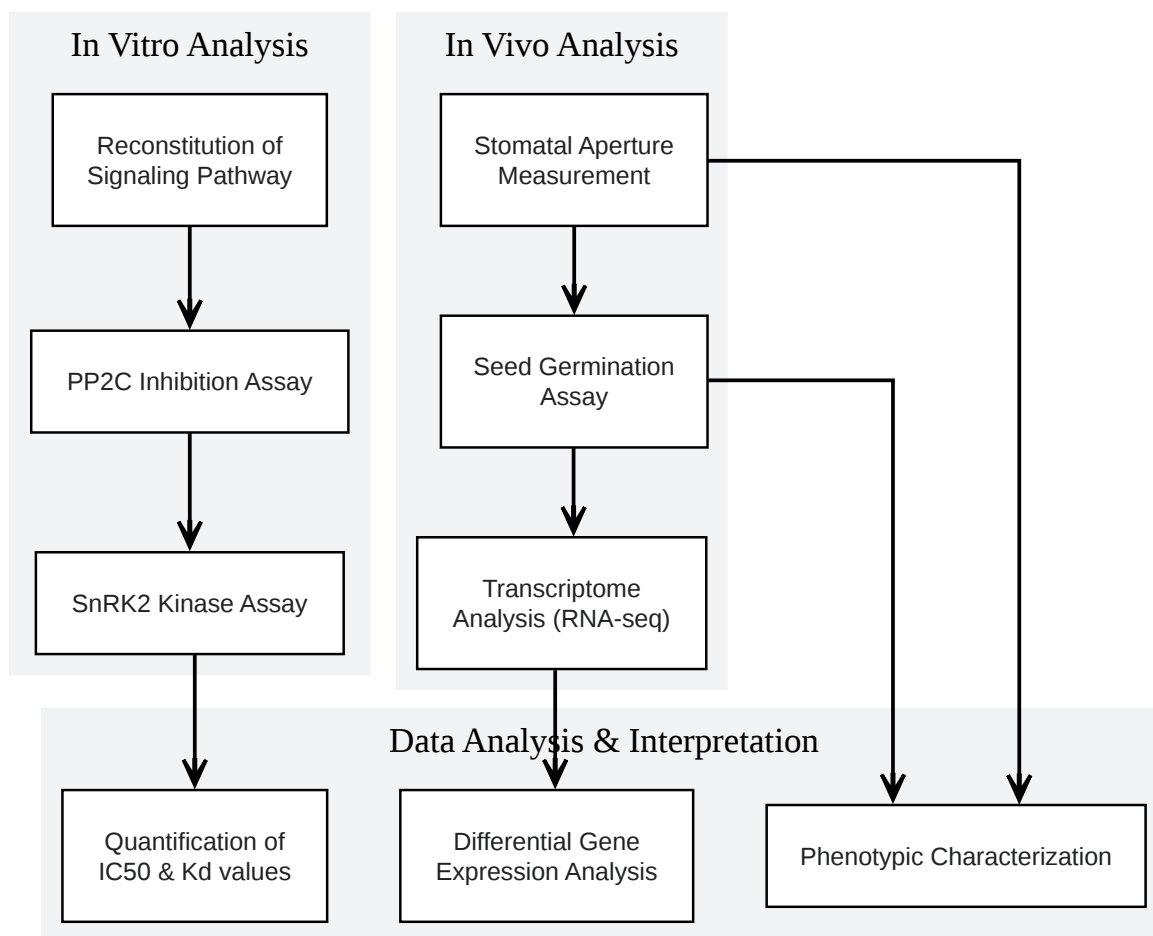 In Vitro Analysis
Reconstitution of
Signaling Pathway
PP2C Inhibition Assay
SnRK2 Kinase Assay
In Vivo Analysis
Stomatal Aperture
Measurement
Seed Germination
Assay
Transcriptome
Analysis (RNA-seq)
Data Analysis & Interpretation
Quantification of
IC50 & Kd values
Differential Gene
Expression Analysis
Phenotypic Characterization